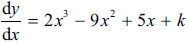 dy/dx = 2x³ − 9x² + 5x + k